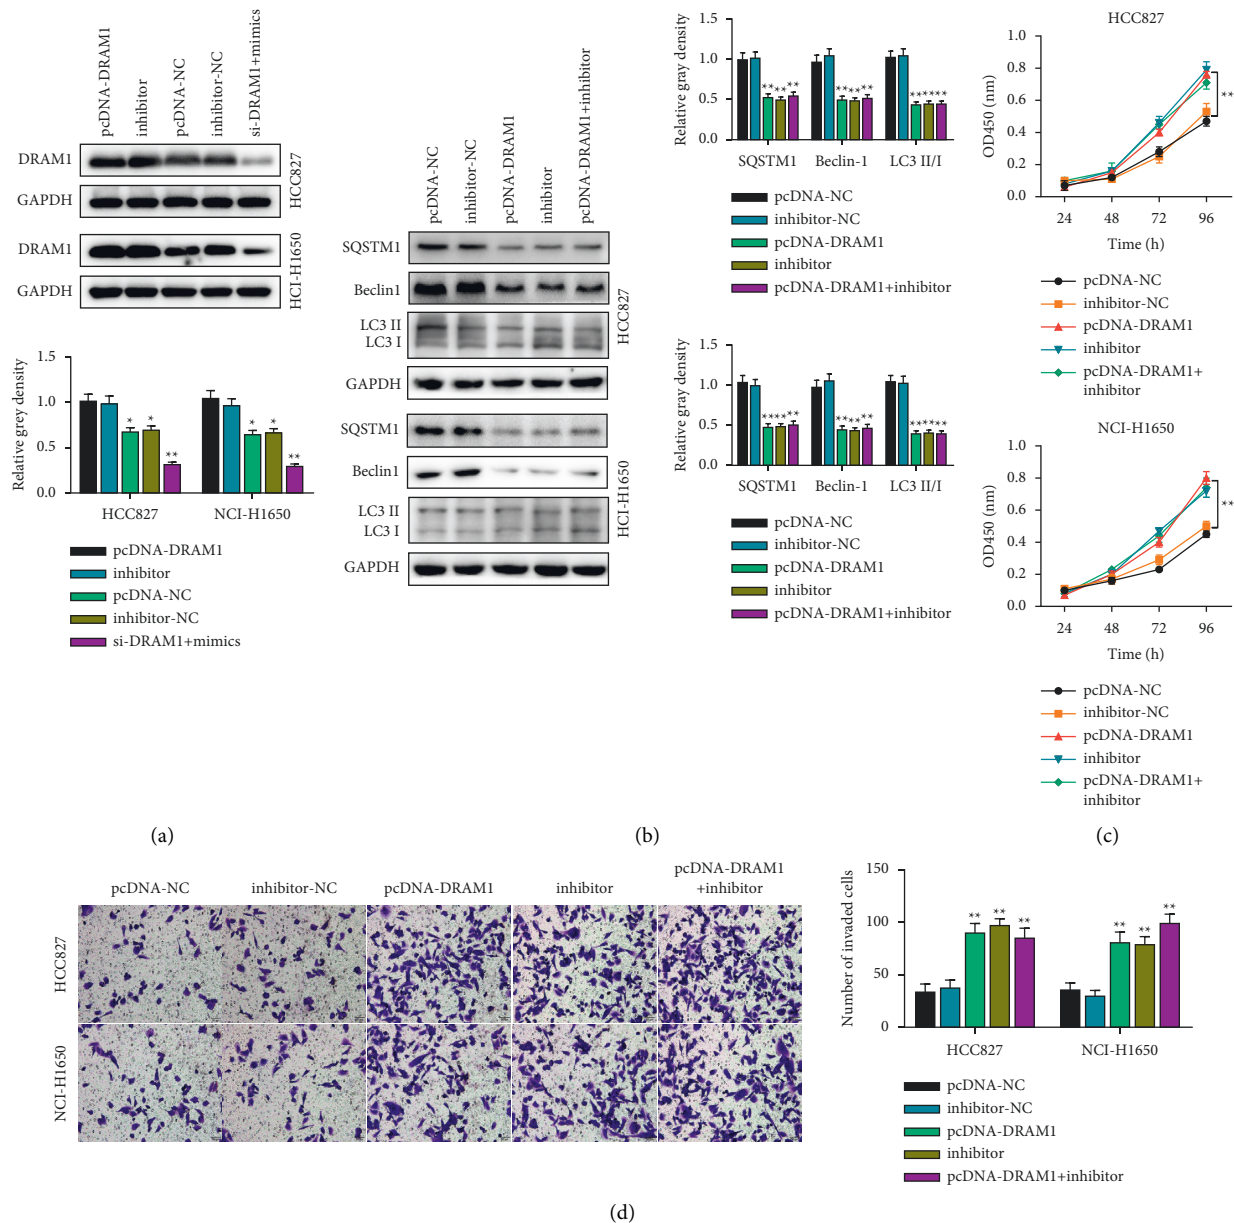 pcDNA-DRAM1
inhibitor
pcDNA-NC
inhibitor-NC
si-DRAM1+mimics
DRAM1
GAPDH
HCC827
DRAM1
GAPDH
HCI-H1650
Relative grey density
1.5
1.0
0.5
0.0
* *
**
* *
**
HCC827
NCI-H1650
pcDNA-DRAM1
inhibitor
pcDNA-NC
inhibitor-NC
si-DRAM1+mimics
(a)
pcDNA-NC
inhibitor-NC
pcDNA-DRAM1
inhibitor
pcDNA-DRAM1+inhibitor
SQSTM1
Beclin1
LC3 II
LC3 I
GAPDH
HCC827
SQSTM1
Beclin1
LC3 II
LC3 I
GAPDH
HCI-H1650
Relative gray density
1.5
1.0
0.5
0.0
** ** **
** ** **
** ** **
SQSTM1
Beclin-1
LC3 II/I
pcDNA-NC
inhibitor-NC
pcDNA-DRAM1
inhibitor
pcDNA-DRAM1+inhibitor
Relative gray density
1.5
1.0
0.5
0.0
** ** **
** ** **
** ** **
SQSTM1
Beclin-1
LC3 II/I
pcDNA-NC
inhibitor-NC
pcDNA-DRAM1
inhibitor
pcDNA-DRAM1+inhibitor
(b)
HCC827
OD450 (nm)
1.0
0.8
0.6
0.4
0.2
0.0
**
24 48 72 96
Time (h)
pcDNA-NC
inhibitor-NC
pcDNA-DRAM1
inhibitor
pcDNA-DRAM1+
inhibitor
NCI-H1650
OD450 (nm)
1.0
0.8
0.6
0.4
0.2
0.0
**
24 48 72 96
Time (h)
pcDNA-NC
inhibitor-NC
pcDNA-DRAM1
inhibitor
pcDNA-DRAM1+
inhibitor
(c)
pcDNA-NC
inhibitor-NC
pcDNA-DRAM1
inhibitor
pcDNA-DRAM1
+inhibitor
HCC827
NCI-H1650
Number of invaded cells
150
100
50
0
** ** **
** ** **
HCC827
NCI-H1650
pcDNA-NC
inhibitor-NC
pcDNA-DRAM1
inhibitor
pcDNA-DRAM1+inhibitor
(d)